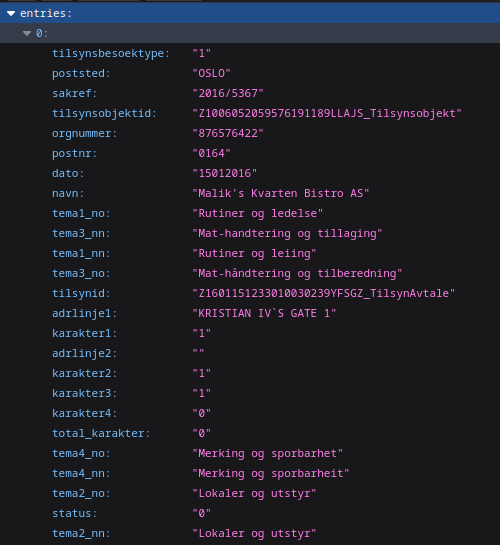 entries:
0:
tilsynsbesoektype: "1"
poststed: "OSLO"
sakref: "2016/5367"
tilsynsobjektid: "Z1006052059576191189LLAJS_Tilsynsobjekt"
orgnummer: "876576422"
postnr: "0164"
dato: "15012016"
navn: "Malik's Kvarten Bistro AS"
tema1_no: "Rutiner og ledelse"
tema3_nn: "Mat-handtering og tillaging"
tema1_nn: "Rutiner og leiing"
tema3_no: "Mat-håndtering og tilberedning"
tilsynid: "Z1601151233010030239YFSGZ_TilsynAvtale"
adrlinje1: "KRISTIAN IV`S GATE 1"
karakter1: "1"
adrlinje2: ""
karakter2: "1"
karakter3: "1"
karakter4: "0"
total_karakter: "0"
tema4_no: "Merking og sporbarhet"
tema4_nn: "Merking og sporbarheit"
tema2_no: "Lokaler og utstyr"
status: "0"
tema2_nn: "Lokaler og utstyr"